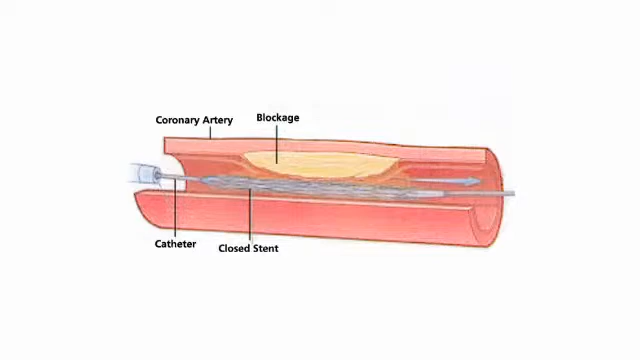 Coronary Artery
Blockage
Catheter
Closed Stent